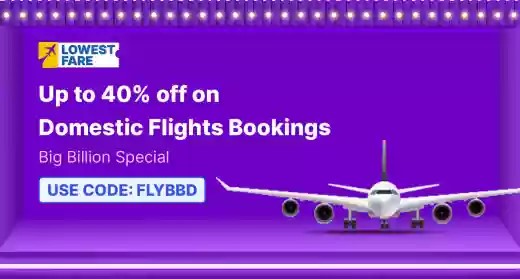 LOWEST
FARE
Up to 40% off on
Domestic Flights Bookings
Big Billion Special
USE CODE: FLYBBD